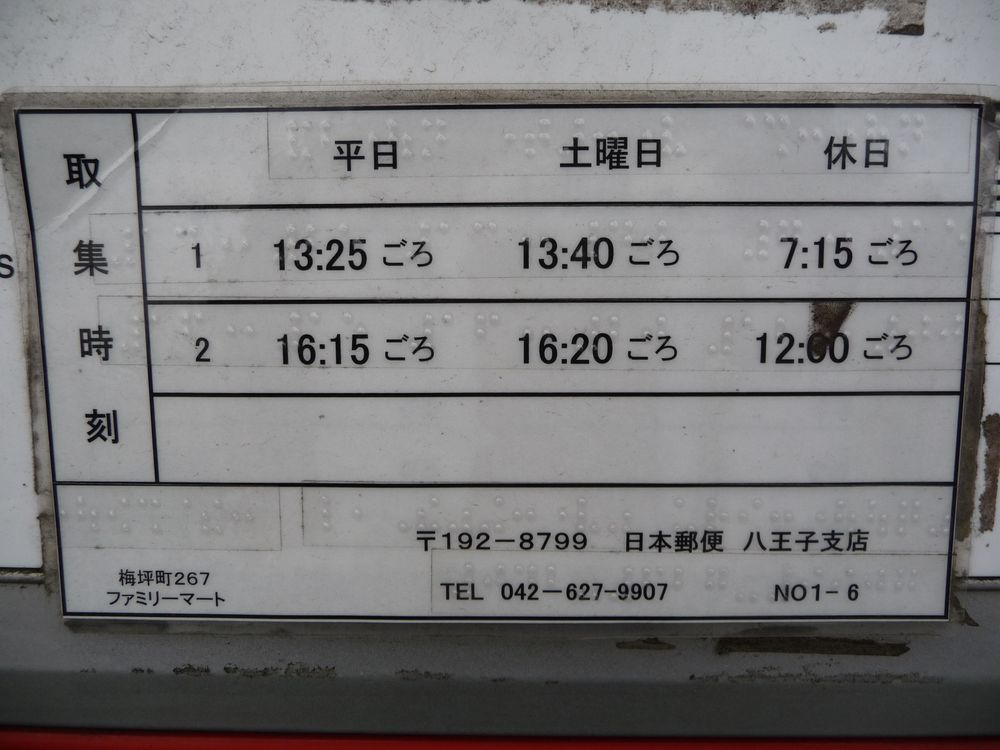 取集時刻
平日 土曜日 休日
1 13:25 ごろ 13:40 ごろ 7:15 ごろ
2 16:15 ごろ 16:20 ごろ 12:00 ごろ
〒192-8799 日本郵便 八王子支店
梅坪町267
ファミリーマート
TEL 042-627-9907 NO1-6
s